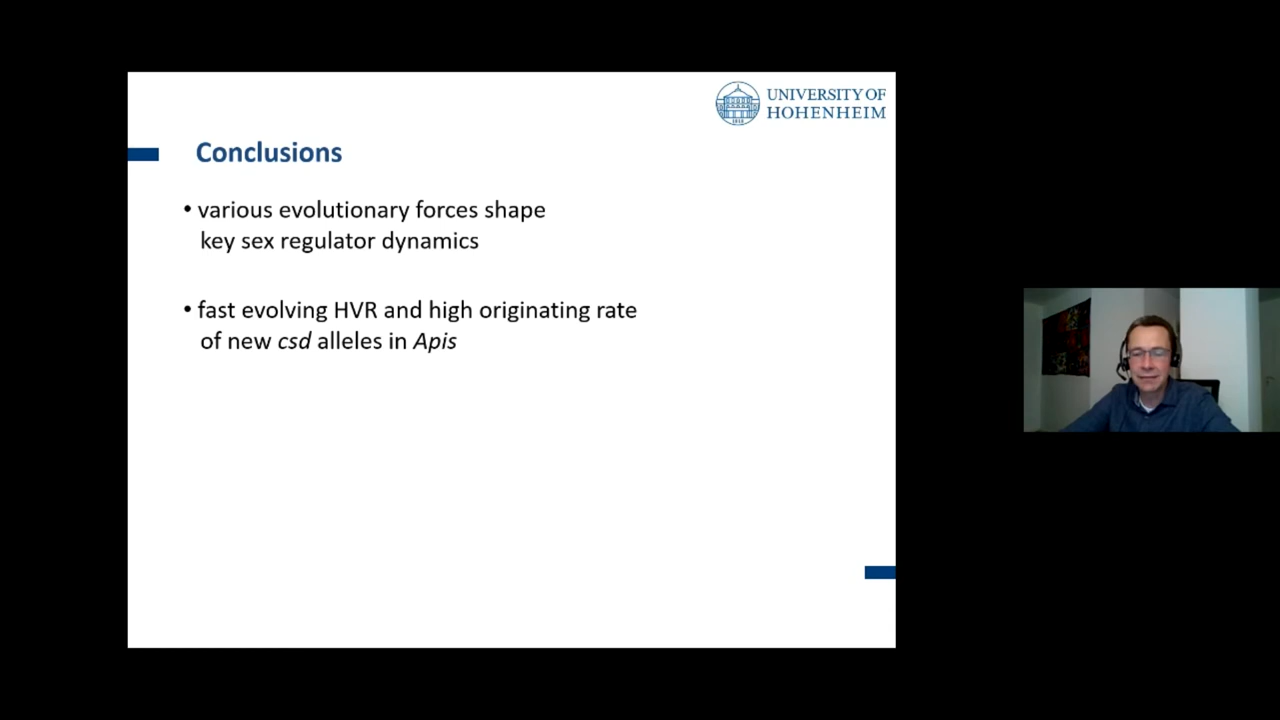 UNIVERSITY OF
HOHENHEIM
1818
Conclusions
• various evolutionary forces shape
key sex regulator dynamics
• fast evolving HVR and high originating rate
of new csd alleles in Apis